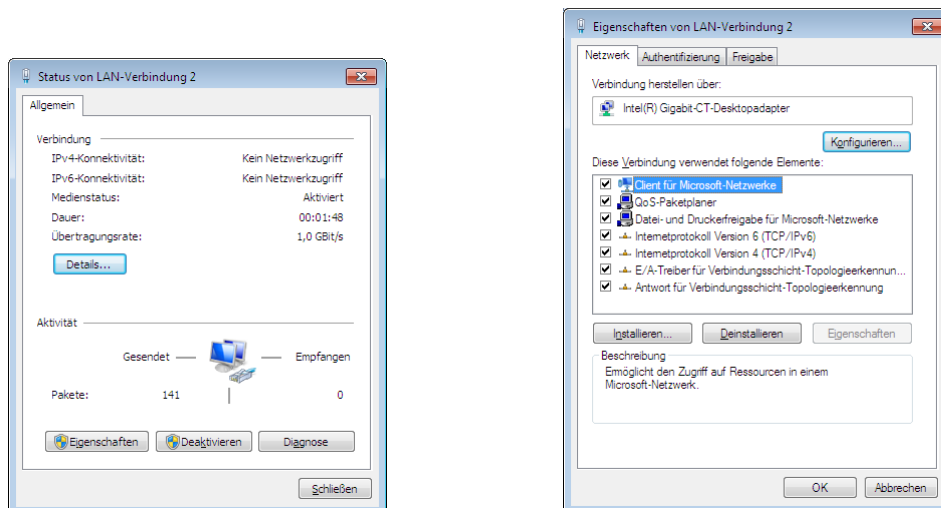 Status von LAN-Verbindung 2
Allgemein
Verbindung
IPv4-Konnektivität: Kein Netzwerkzugriff
IPv6-Konnektivität: Kein Netzwerkzugriff
Medienstatus: Aktiviert
Dauer: 00:01:48
Übertragungsrate: 1,0 GBit/s
Details...
Aktivität
Gesendet Empfangen
Pakete: 141 0
Eigenschaften Deaktivieren Diagnose
Schließen
Eigenschaften von LAN-Verbindung 2
Netzwerk Authentifizierung Freigabe
Verbindung herstellen über:
Intel(R) Gigabit-CT-Desktopadapter
Konfigurieren...
Diese Verbindung verwendet folgende Elemente:
Client für Microsoft-Netzwerke
QoS-Paketplaner
Datei- und Druckerfreigabe für Microsoft-Netzwerke
Internetprotokoll Version 6 (TCP/IPv6)
Internetprotokoll Version 4 (TCP/IPv4)
E/A-Treiber für Verbindungsschicht-Topologieerkennun...
Antwort für Verbindungsschicht-Topologieerkennung
Installieren... Deinstallieren Eigenschaften
Beschreibung
Ermöglicht den Zugriff auf Ressourcen in einem
Microsoft-Netzwerk.
OK Abbrechen